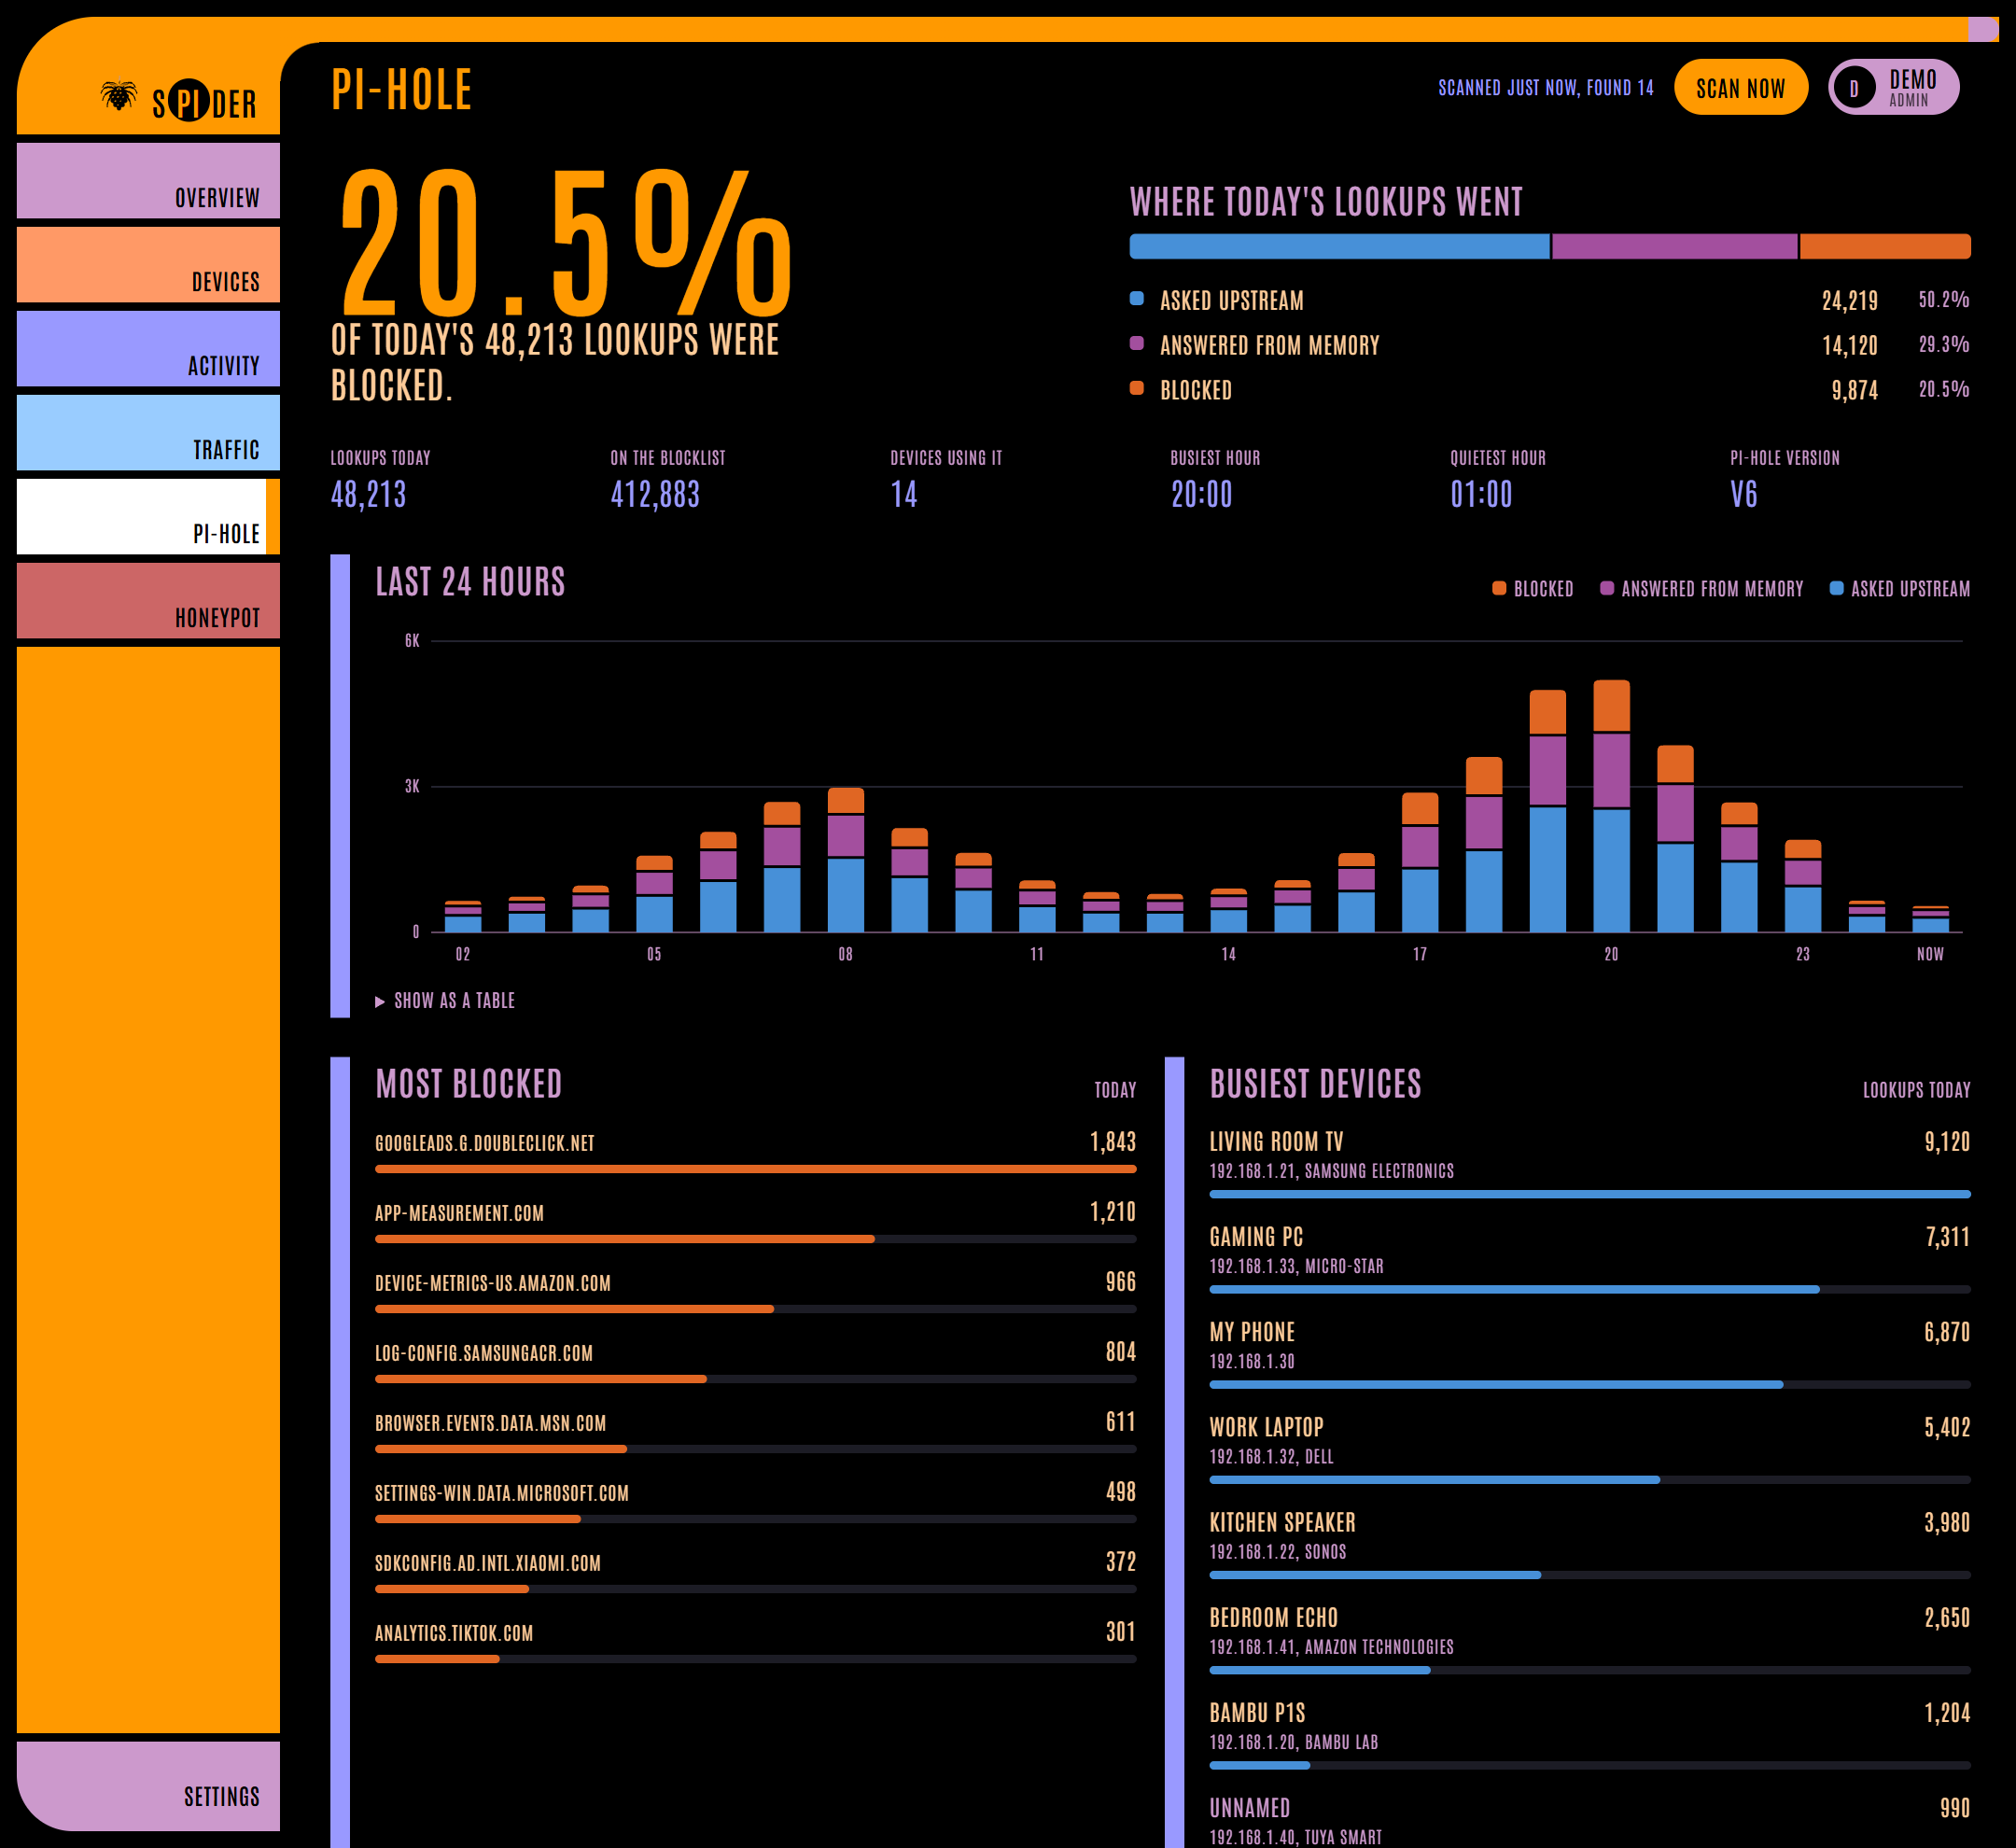 SPIDER
OVERVIEW
DEVICES
ACTIVITY
TRAFFIC
PI-HOLE
HONEYPOT
SETTINGS
PI-HOLE
SCANNED JUST NOW, FOUND 14
SCAN NOW
D
DEMO
ADMIN
20.5%
OF TODAY'S 48,213 LOOKUPS WERE
BLOCKED.
WHERE TODAY'S LOOKUPS WENT
ASKED UPSTREAM 24,219 50.2%
ANSWERED FROM MEMORY 14,120 29.3%
BLOCKED 9,874 20.5%
LOOKUPS TODAY
48,213
ON THE BLOCKLIST
412,883
DEVICES USING IT
14
BUSIEST HOUR
20:00
QUIETEST HOUR
01:00
PI-HOLE VERSION
V6
LAST 24 HOURS
BLOCKED ANSWERED FROM MEMORY ASKED UPSTREAM
6K
3K
0
02 05 08 11 14 17 20 23 NOW
SHOW AS A TABLE
MOST BLOCKED TODAY
GOOGLEADS.G.DOUBLECLICK.NET 1,843
APP-MEASUREMENT.COM 1,210
DEVICE-METRICS-US.AMAZON.COM 966
LOG-CONFIG.SAMSUNGACR.COM 804
BROWSER.EVENTS.DATA.MSN.COM 611
SETTINGS-WIN.DATA.MICROSOFT.COM 498
SDKCONFIG.AD.INTL.XIAOMI.COM 372
ANALYTICS.TIKTOK.COM 301
BUSIEST DEVICES LOOKUPS TODAY
LIVING ROOM TV 9,120
192.168.1.21, SAMSUNG ELECTRONICS
GAMING PC 7,311
192.168.1.33, MICRO-STAR
MY PHONE 6,870
192.168.1.30
WORK LAPTOP 5,402
192.168.1.32, DELL
KITCHEN SPEAKER 3,980
192.168.1.22, SONOS
BEDROOM ECHO 2,650
192.168.1.41, AMAZON TECHNOLOGIES
BAMBU P1S 1,204
192.168.1.20, BAMBU LAB
UNNAMED 990
192.168.1.40, TUYA SMART